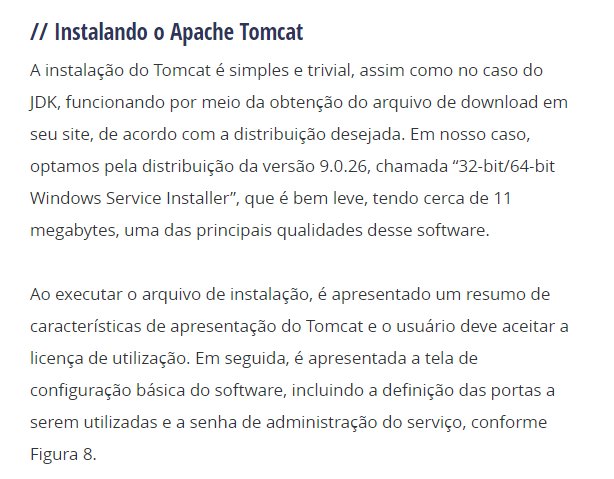 // Instalando o Apache Tomcat
A instalação do Tomcat é simples e trivial, assim como no caso do
JDK, funcionando por meio da obtenção do arquivo de download em
seu site, de acordo com a distribuição desejada. Em nosso caso,
optamos pela distribuição da versão 9.0.26, chamada “32-bit/64-bit
Windows Service Installer”, que é bem leve, tendo cerca de 11
megabytes, uma das principais qualidades desse software.
Ao executar o arquivo de instalação, é apresentado um resumo de
características de apresentação do Tomcat e o usuário deve aceitar a
licença de utilização. Em seguida, é apresentada a tela de
configuração básica do software, incluindo a definição das portas a
serem utilizadas e a senha de administração do serviço, conforme
Figura 8.